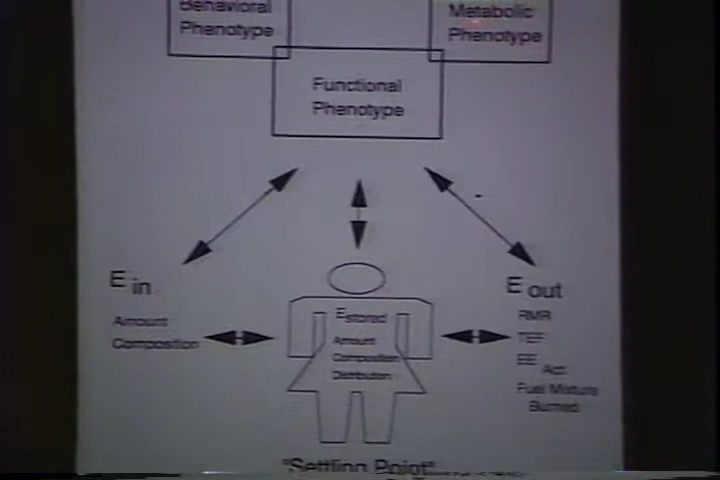 Behavioral
Phenotype
Metabolic
Phenotype
Functional
Phenotype
E in
Amount
Composition
E stored
Amount
Composition
Distribution
E out
RMR
TEF
EE Act
Fuel Mixture
Burned
"Settling Point"